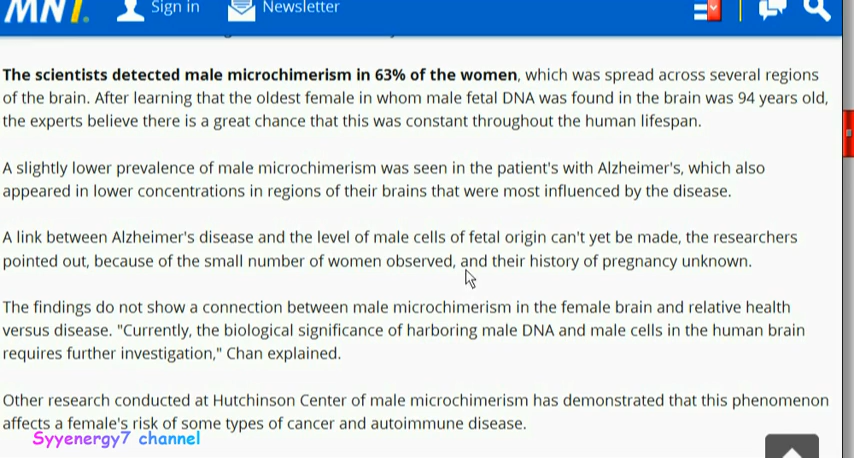 MNT.
Sign in
Newsletter
The scientists detected male microchimerism in 63% of the women, which was spread across several regions
of the brain. After learning that the oldest female in whom male fetal DNA was found in the brain was 94 years old,
the experts believe there is a great chance that this was constant throughout the human lifespan.
A slightly lower prevalence of male microchimerism was seen in the patient's with Alzheimer's, which also
appeared in lower concentrations in regions of their brains that were most influenced by the disease.
A link between Alzheimer's disease and the level of male cells of fetal origin can't yet be made, the researchers
pointed out, because of the small number of women observed, and their history of pregnancy unknown.
The findings do not show a connection between male microchimerism in the female brain and relative health
versus disease. "Currently, the biological significance of harboring male DNA and male cells in the human brain
requires further investigation," Chan explained.
Other research conducted at Hutchinson Center of male microchimerism has demonstrated that this phenomenon
affects a female's risk of some types of cancer and autoimmune disease.
Syyenergy7 channel